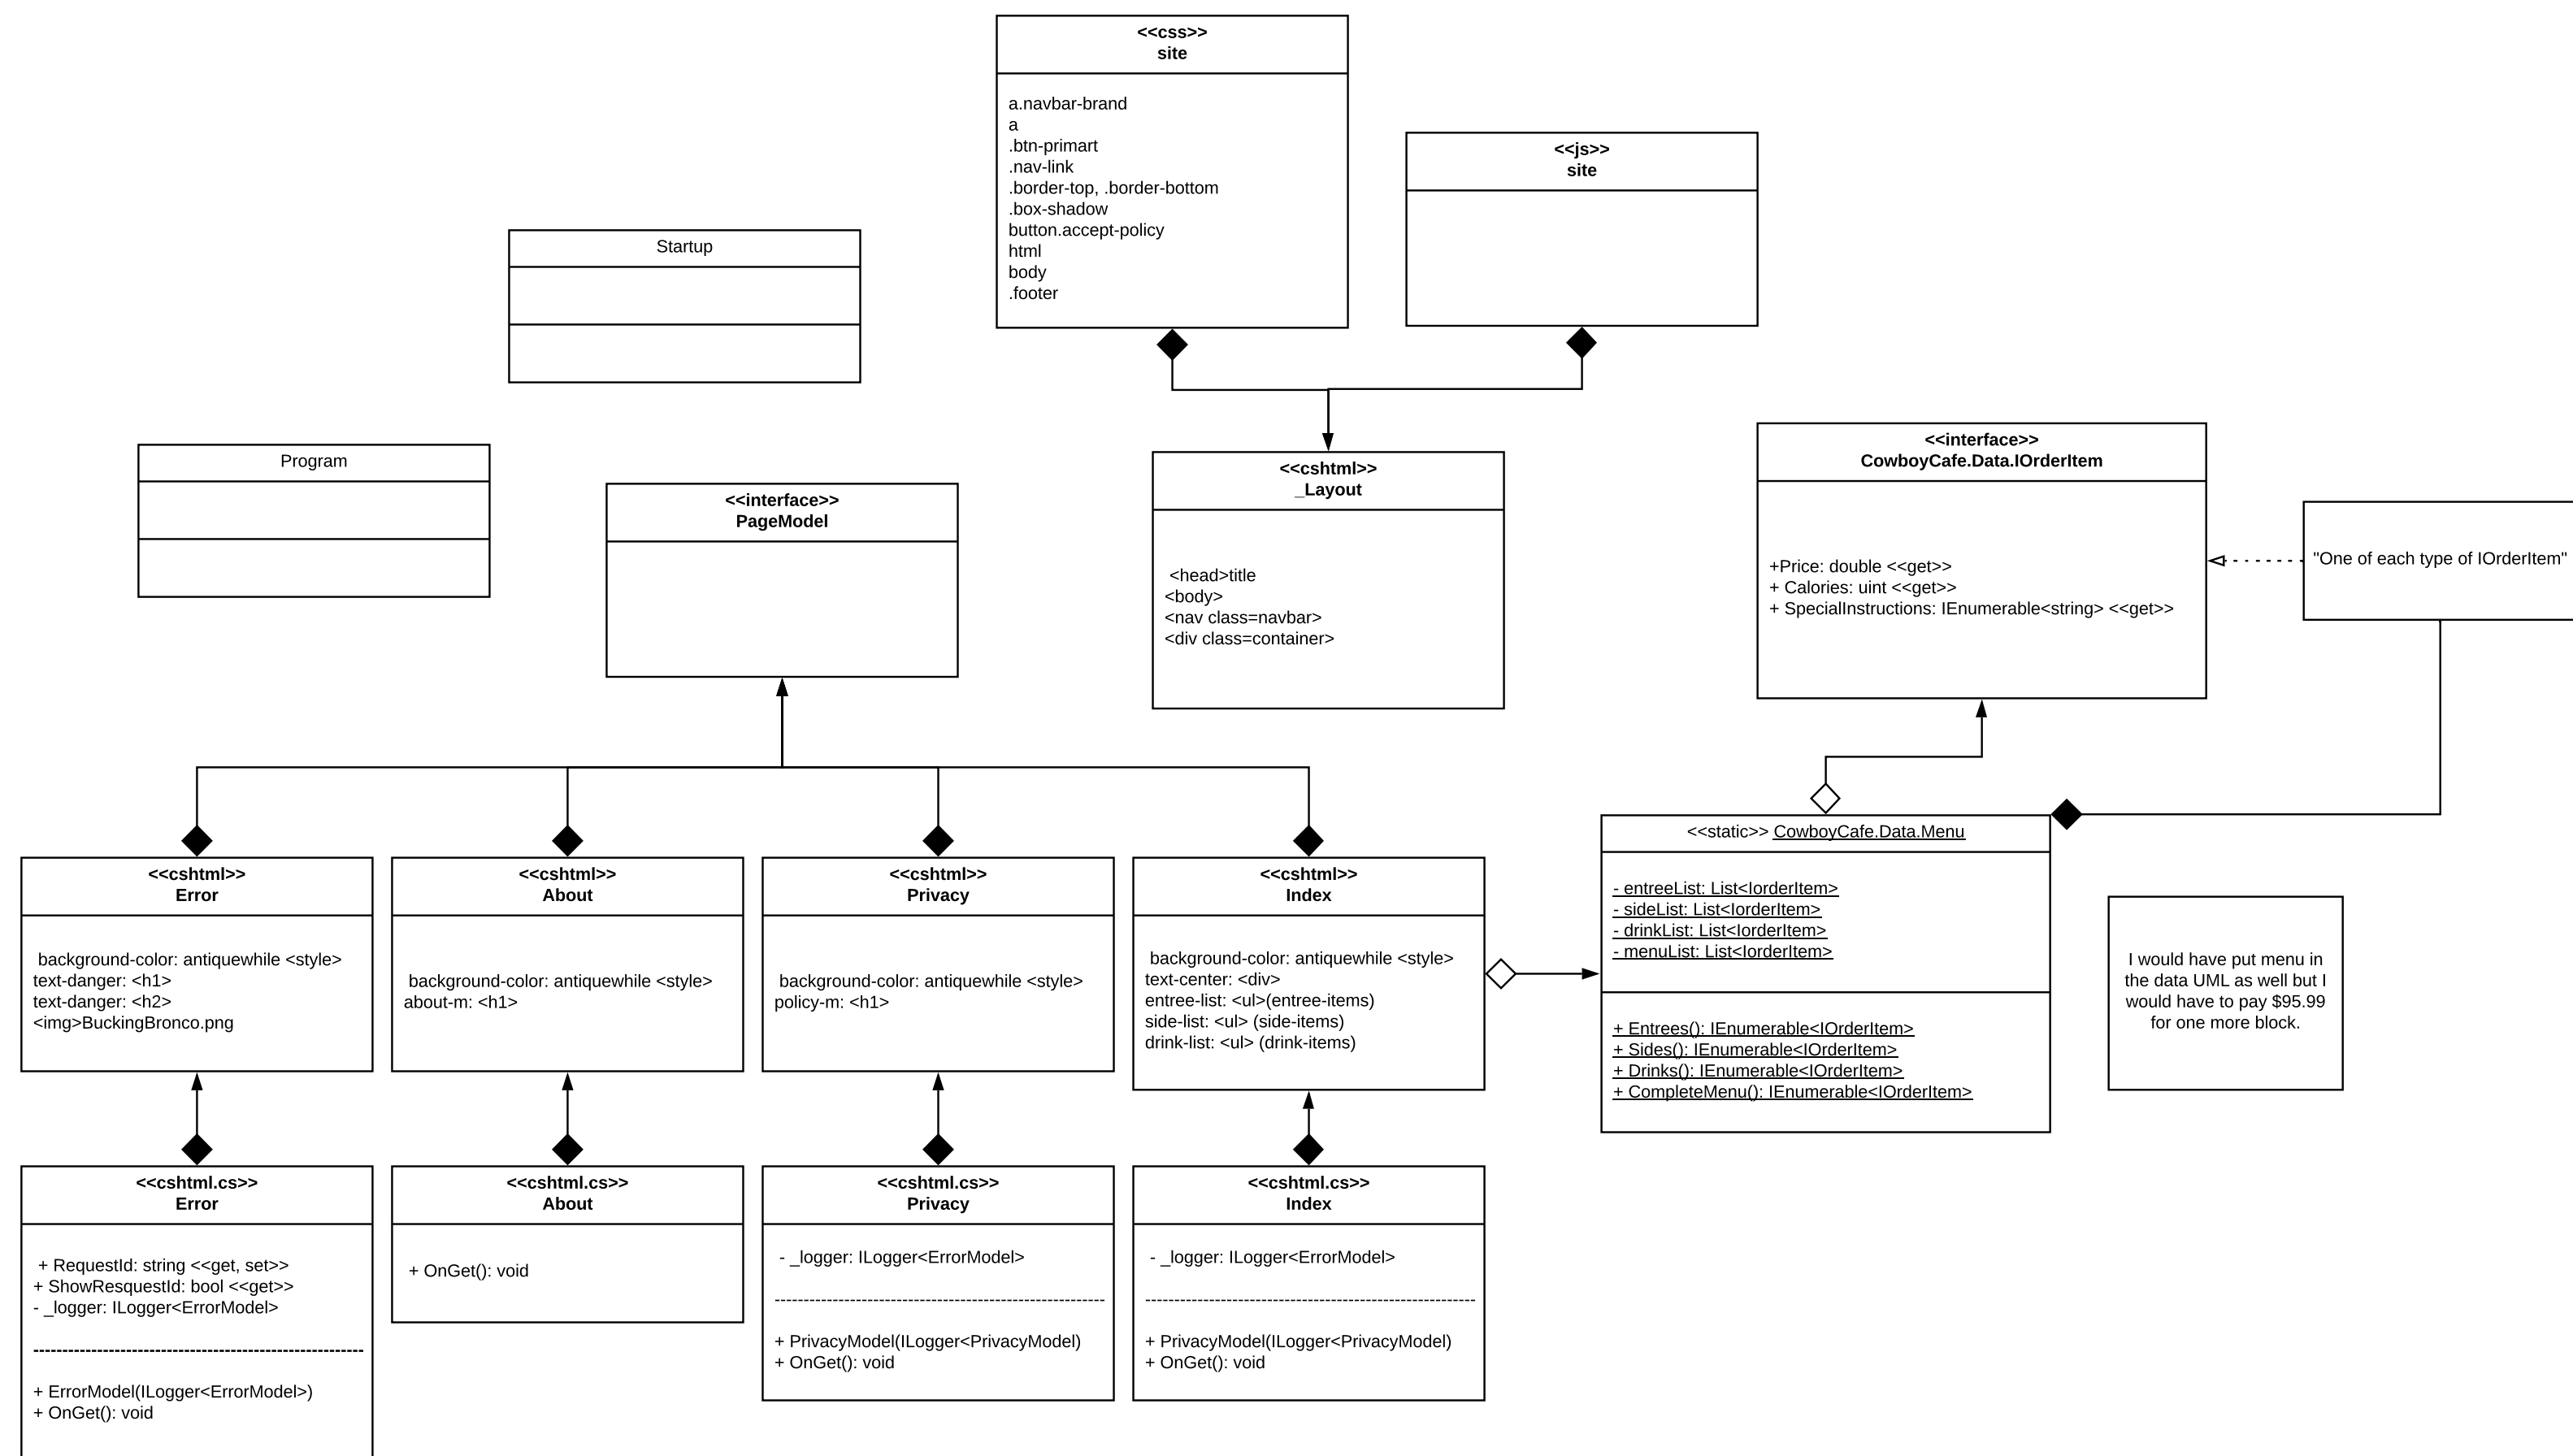 <<css>>
site
a.navbar-brand
a
.btn-primart
.nav-link
.border-top, .border-bottom
.box-shadow
button.accept-policy
html
body
.footer
<<js>>
site
Startup
Program
<<interface>>
PageModel
<<cshtml>>
_Layout
<head>title
<body>
<nav class=navbar>
<div class=container>
<<interface>>
CowboyCafe.Data.IOrderItem
+Price: double <<get>>
+ Calories: uint <<get>>
+ SpecialInstructions: IEnumerable<string> <<get>>
"One of each type of IOrderItem"
<<cshtml>>
Error
background-color: antiquewhile <style>
text-danger: <h1>
text-danger: <h2>
<img>BuckingBronco.png
<<cshtml>>
About
background-color: antiquewhile <style>
about-m: <h1>
<<cshtml>>
Privacy
background-color: antiquewhile <style>
policy-m: <h1>
<<cshtml>>
Index
background-color: antiquewhile <style>
text-center: <div>
entree-list: <ul>(entree-items)
side-list: <ul> (side-items)
drink-list: <ul> (drink-items)
<<static>> CowboyCafe.Data.Menu
- entreeList: List<IorderItem>
- sideList: List<IorderItem>
- drinkList: List<IorderItem>
- menuList: List<IorderItem>
+ Entrees(): IEnumerable<IOrderItem>
+ Sides(): IEnumerable<IOrderItem>
+ Drinks(): IEnumerable<IOrderItem>
+ CompleteMenu(): IEnumerable<IOrderItem>
I would have put menu in
the data UML as well but I
would have to pay $95.99
for one more block.
<<cshtml.cs>>
Error
+ RequestId: string <<get, set>>
+ ShowResquestId: bool <<get>>
- _logger: ILogger<ErrorModel>
---------------------------------------------------------
+ ErrorModel(ILogger<ErrorModel>)
+ OnGet(): void
<<cshtml.cs>>
About
+ OnGet(): void
<<cshtml.cs>>
Privacy
- _logger: ILogger<ErrorModel>
---------------------------------------------------------
+ PrivacyModel(ILogger<PrivacyModel)
+ OnGet(): void
<<cshtml.cs>>
Index
- _logger: ILogger<ErrorModel>
---------------------------------------------------------
+ PrivacyModel(ILogger<PrivacyModel)
+ OnGet(): void